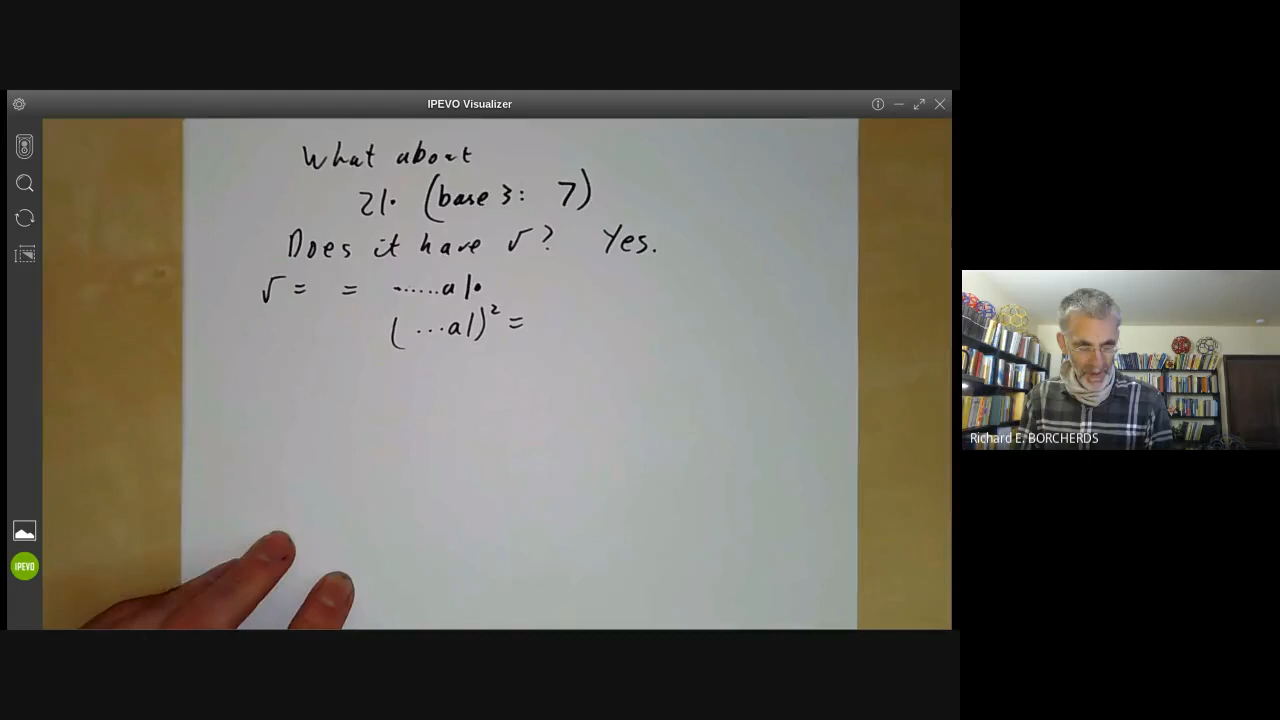 IPEVO Visualizer
What about
21. (base 3: 7)
Does it have √? Yes.
√ = = ......a1.
(...a1)² =
IPEVO
Richard E. BORCHERDS